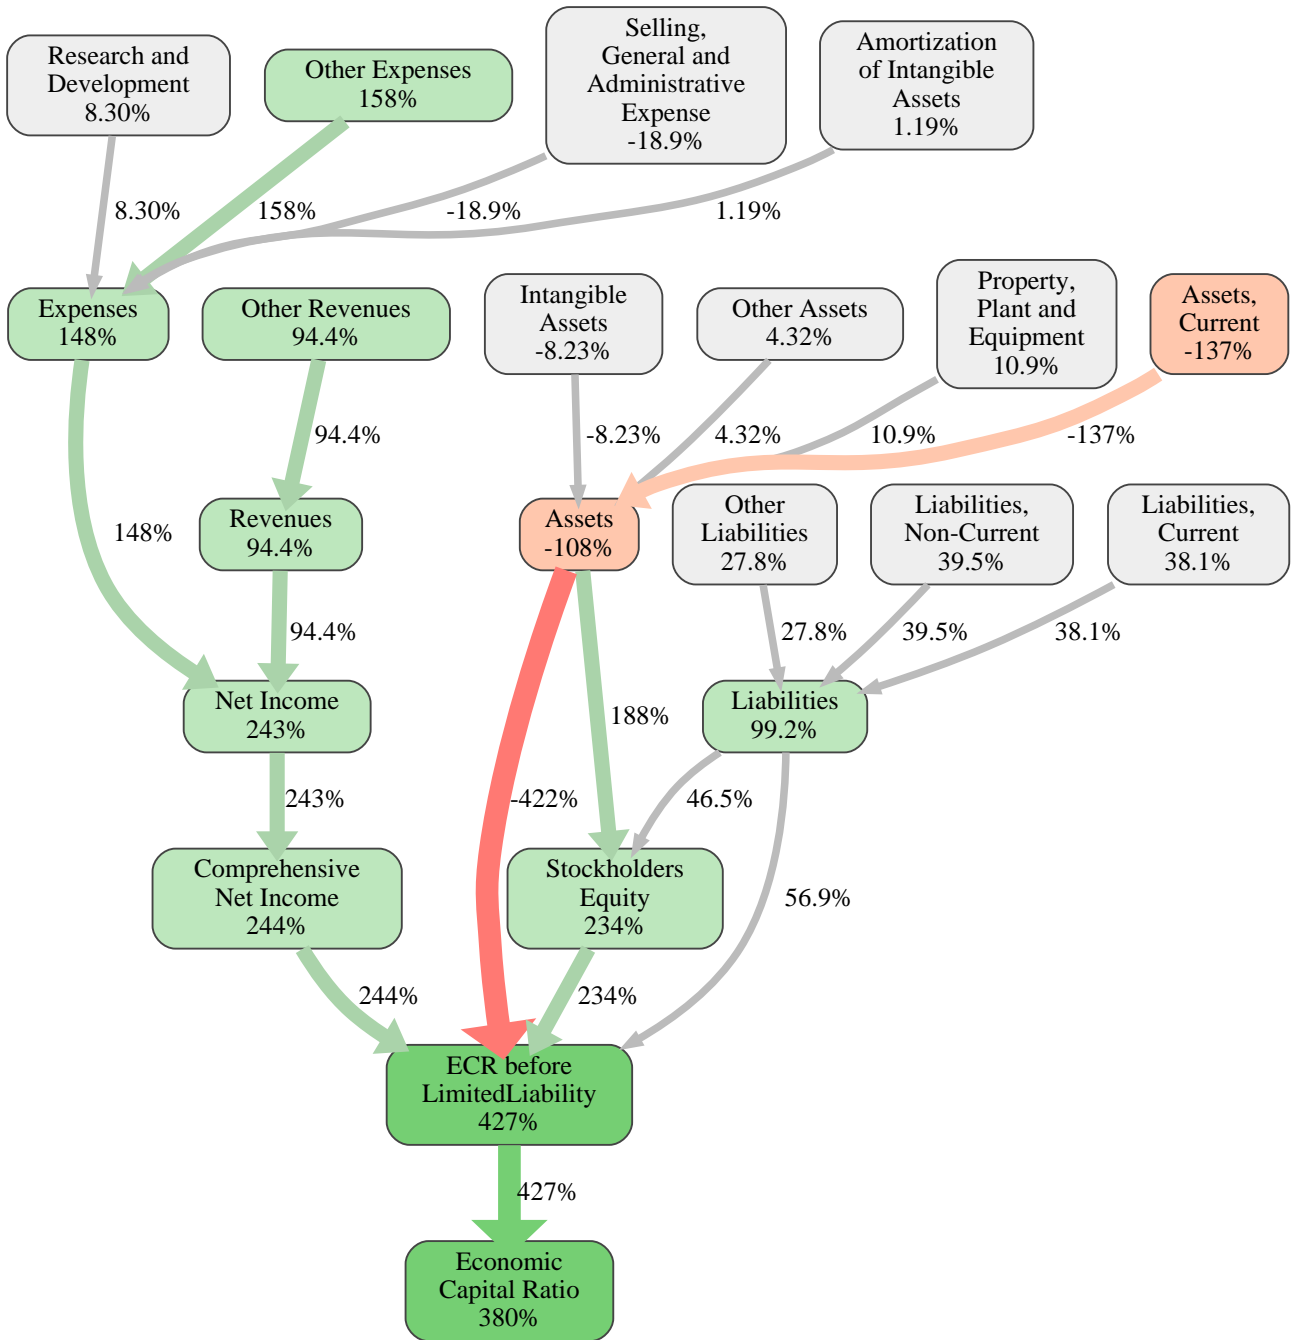 Research and
Development
8.30%
Other Expenses
158%
Selling,
General and
Administrative
Expense
-18.9%
Amortization
of Intangible
Assets
1.19%
8.30%
158%
-18.9%
1.19%
Expenses
148%
Other Revenues
94.4%
Intangible
Assets
-8.23%
Other Assets
4.32%
Property,
Plant and
Equipment
10.9%
Assets,
Current
-137%
94.4%
-8.23%
4.32%
10.9%
-137%
148%
Revenues
94.4%
Assets
-108%
Other
Liabilities
27.8%
Liabilities,
Non-Current
39.5%
Liabilities,
Current
38.1%
94.4%
27.8%
39.5%
38.1%
Net Income
243%
188%
Liabilities
99.2%
243%
-422%
46.5%
Comprehensive
Net Income
244%
Stockholders
Equity
234%
56.9%
244%
234%
ECR before
LimitedLiability
427%
427%
Economic
Capital Ratio
380%